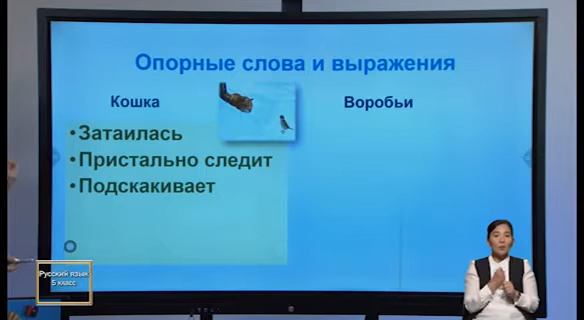 Опорные слова и выражения
Кошка
Воробьи
• Затаилась
• Пристально следит
• Подскакивает
Русский язык
5 класс